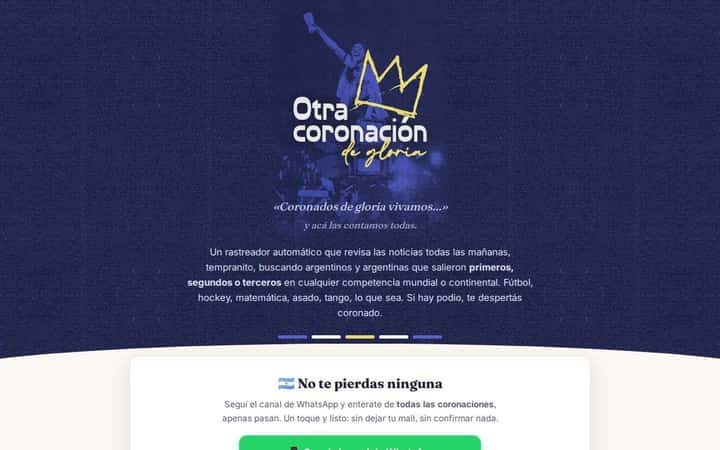 Otra
coronación
de gloria
«Coronados de gloria vivamos...»
y acá las contamos todas.
Un rastreador automático que revisa las noticias todas las mañanas,
tempranito, buscando argentinos y argentinas que salieron primeros,
segundos o terceros en cualquier competencia mundial o continental. Fútbol,
hockey, matemática, asado, tango, lo que sea. Si hay podio, te despertás
coronado.
No te pierdas ninguna
Seguí el canal de WhatsApp y enterate de todas las coronaciones,
apenas pasan. Un toque y listo: sin dejar tu mail, sin confirmar nada.